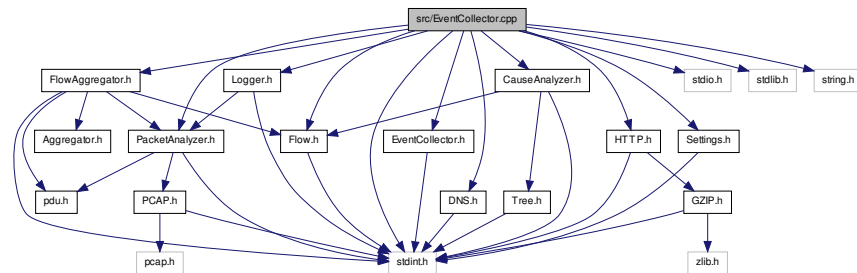 src/EventCollector.cpp
FlowAggregator.h
Logger.h
CauseAnalyzer.h
stdio.h
stdlib.h
string.h
Aggregator.h
PacketAnalyzer.h
Flow.h
EventCollector.h
HTTP.h
Settings.h
pdu.h
PCAP.h
DNS.h
Tree.h
GZIP.h
pcap.h
stdint.h
zlib.h